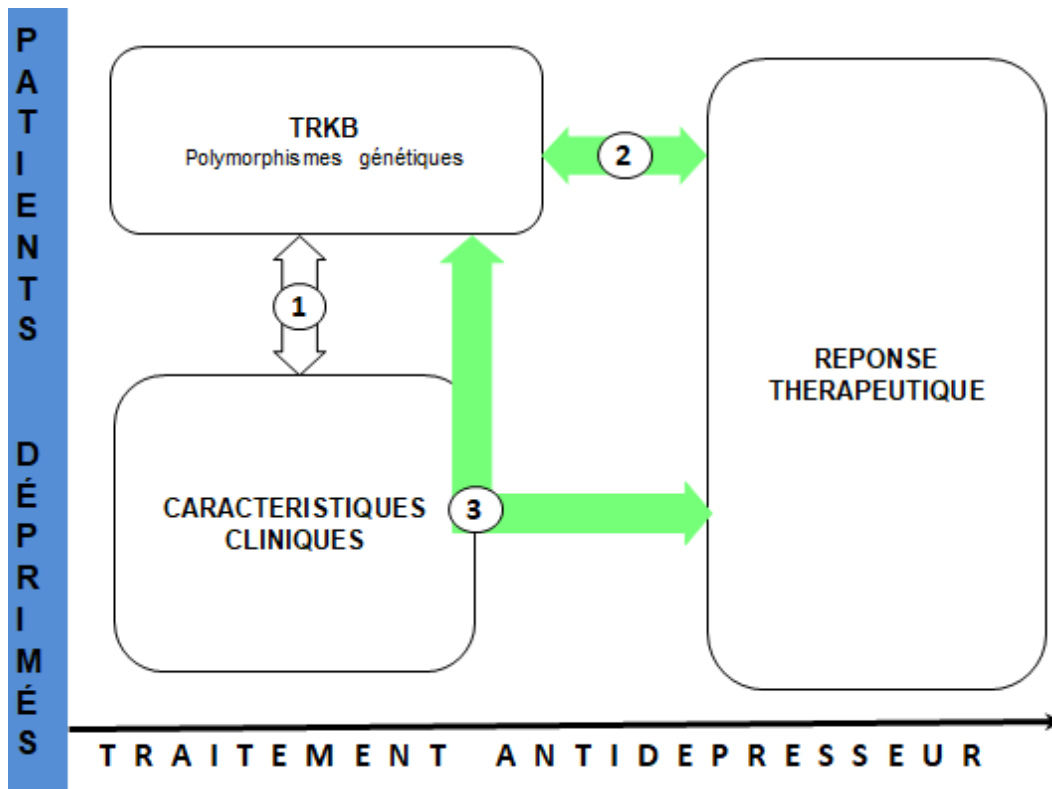 PATIENTS DÉPRIMÉS
TRKB
Polymorphismes génétiques
2
1
REPONSE
THERAPEUTIQUE
CARACTERISTIQUES
CLINIQUES
3
TRAITEMENT ANTIDEPRESSEUR